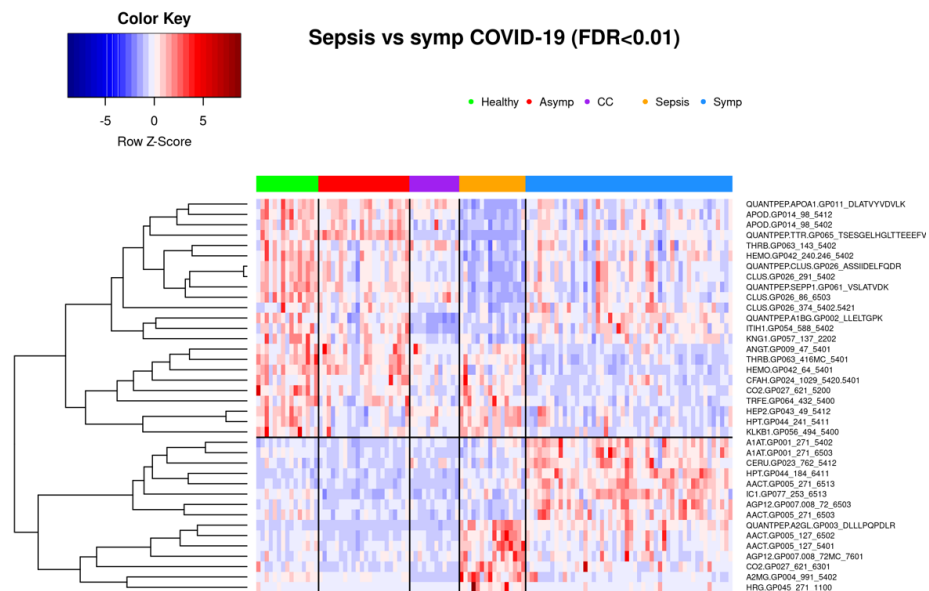 Color Key
Sepsis vs symp COVID-19 (FDR<0.01)
-5 0 5
Row Z-Score
Healthy Asymp CC Sepsis Symp
QUANTPEP.APOA1.GP011_DLATVYVDVLK
APOD.GP014_98_5412
APOD.GP014_98_5402
QUANTPEP.TTR.GP065_TSESGELHGLTTEEEFV
THRB.GP063_143_5402
HEMO.GP042_240.246_5402
QUANTPEP.CLUS.GP026_ASSIIDELFQDR
CLUS.GP026_291_5402
QUANTPEP.SEPP1.GP061_VSLATVDK
CLUS.GP026_86_6503
CLUS.GP026_374_5402.5421
QUANTPEP.A1BG.GP002_LLELTGPK
ITIH1.GP054_588_5402
KNG1.GP057_137_2202
ANGT.GP009_47_5401
THRB.GP063_416MC_5401
HEMO.GP042_64_5401
CFAH.GP024_1029_5420.5401
CO2.GP027_621_5200
TRFE.GP064_432_5400
HEP2.GP043_49_5412
HPT.GP044_241_5411
KLKB1.GP056_494_5400
A1AT.GP001_271_5402
A1AT.GP001_271_6503
CERU.GP023_762_5412
HPT.GP044_184_6411
AACT.GP005_271_6513
IC1.GP077_253_6513
AGP12.GP007.008_72_6503
AACT.GP005_271_6503
QUANTPEP.A2GL.GP003_DLLLPQPDLR
AACT.GP005_127_6502
AACT.GP005_127_5401
AGP12.GP007.008_72MC_7601
CO2.GP027_621_6301
A2MG.GP004_991_5402
HRG.GP045_271_1100